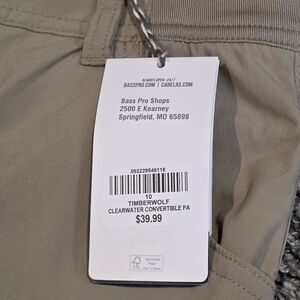 ALWAYS OPEN • 24/7
BASSPRO.COM | CABELAS.COM
Bass Pro Shops
2500 E Kearney
Springfield, MO 65898
092229549118
10
TIMBERWOLF
CLEARWATER CONVERTIBLE PA
$39.99
FSC